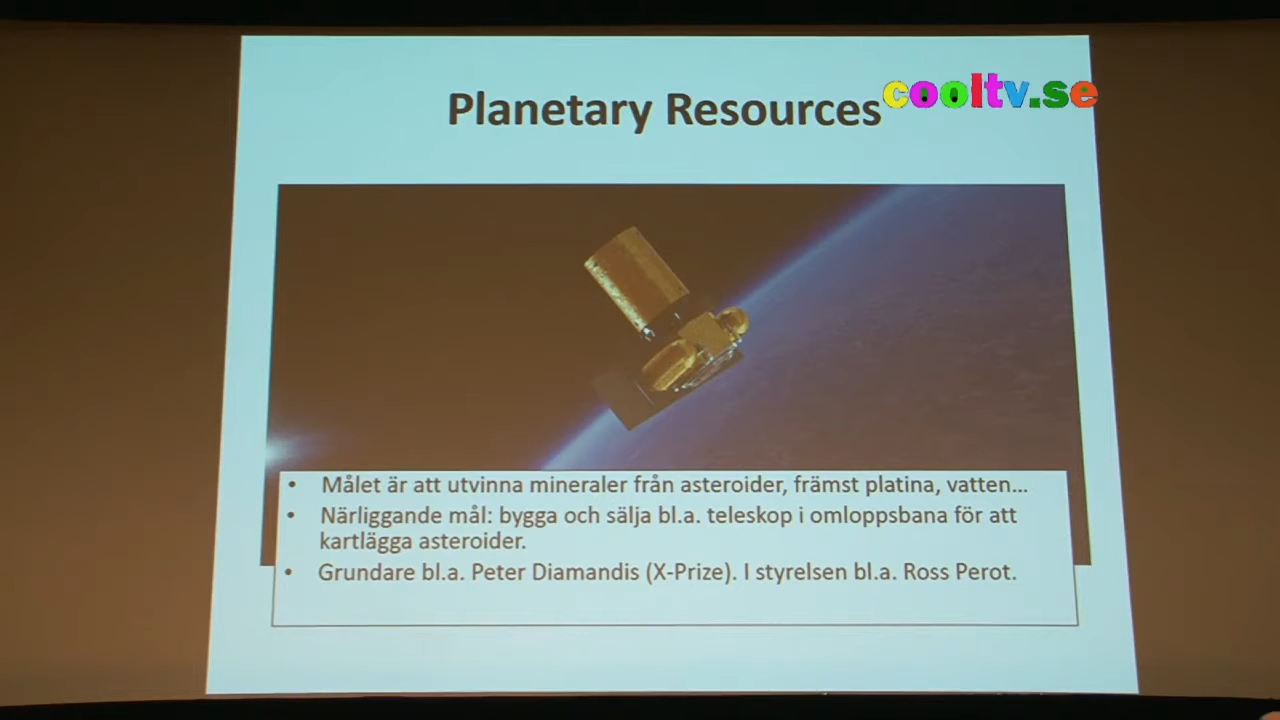 Planetary Resources
cooltv.se
• Målet är att utvinna mineraler från asteroider, främst platina, vatten...
• Närliggande mål: bygga och sälja bl.a. teleskop i omloppsbana för att
kartlägga asteroider.
• Grundare bl.a. Peter Diamandis (X-Prize). I styrelsen bl.a. Ross Perot.